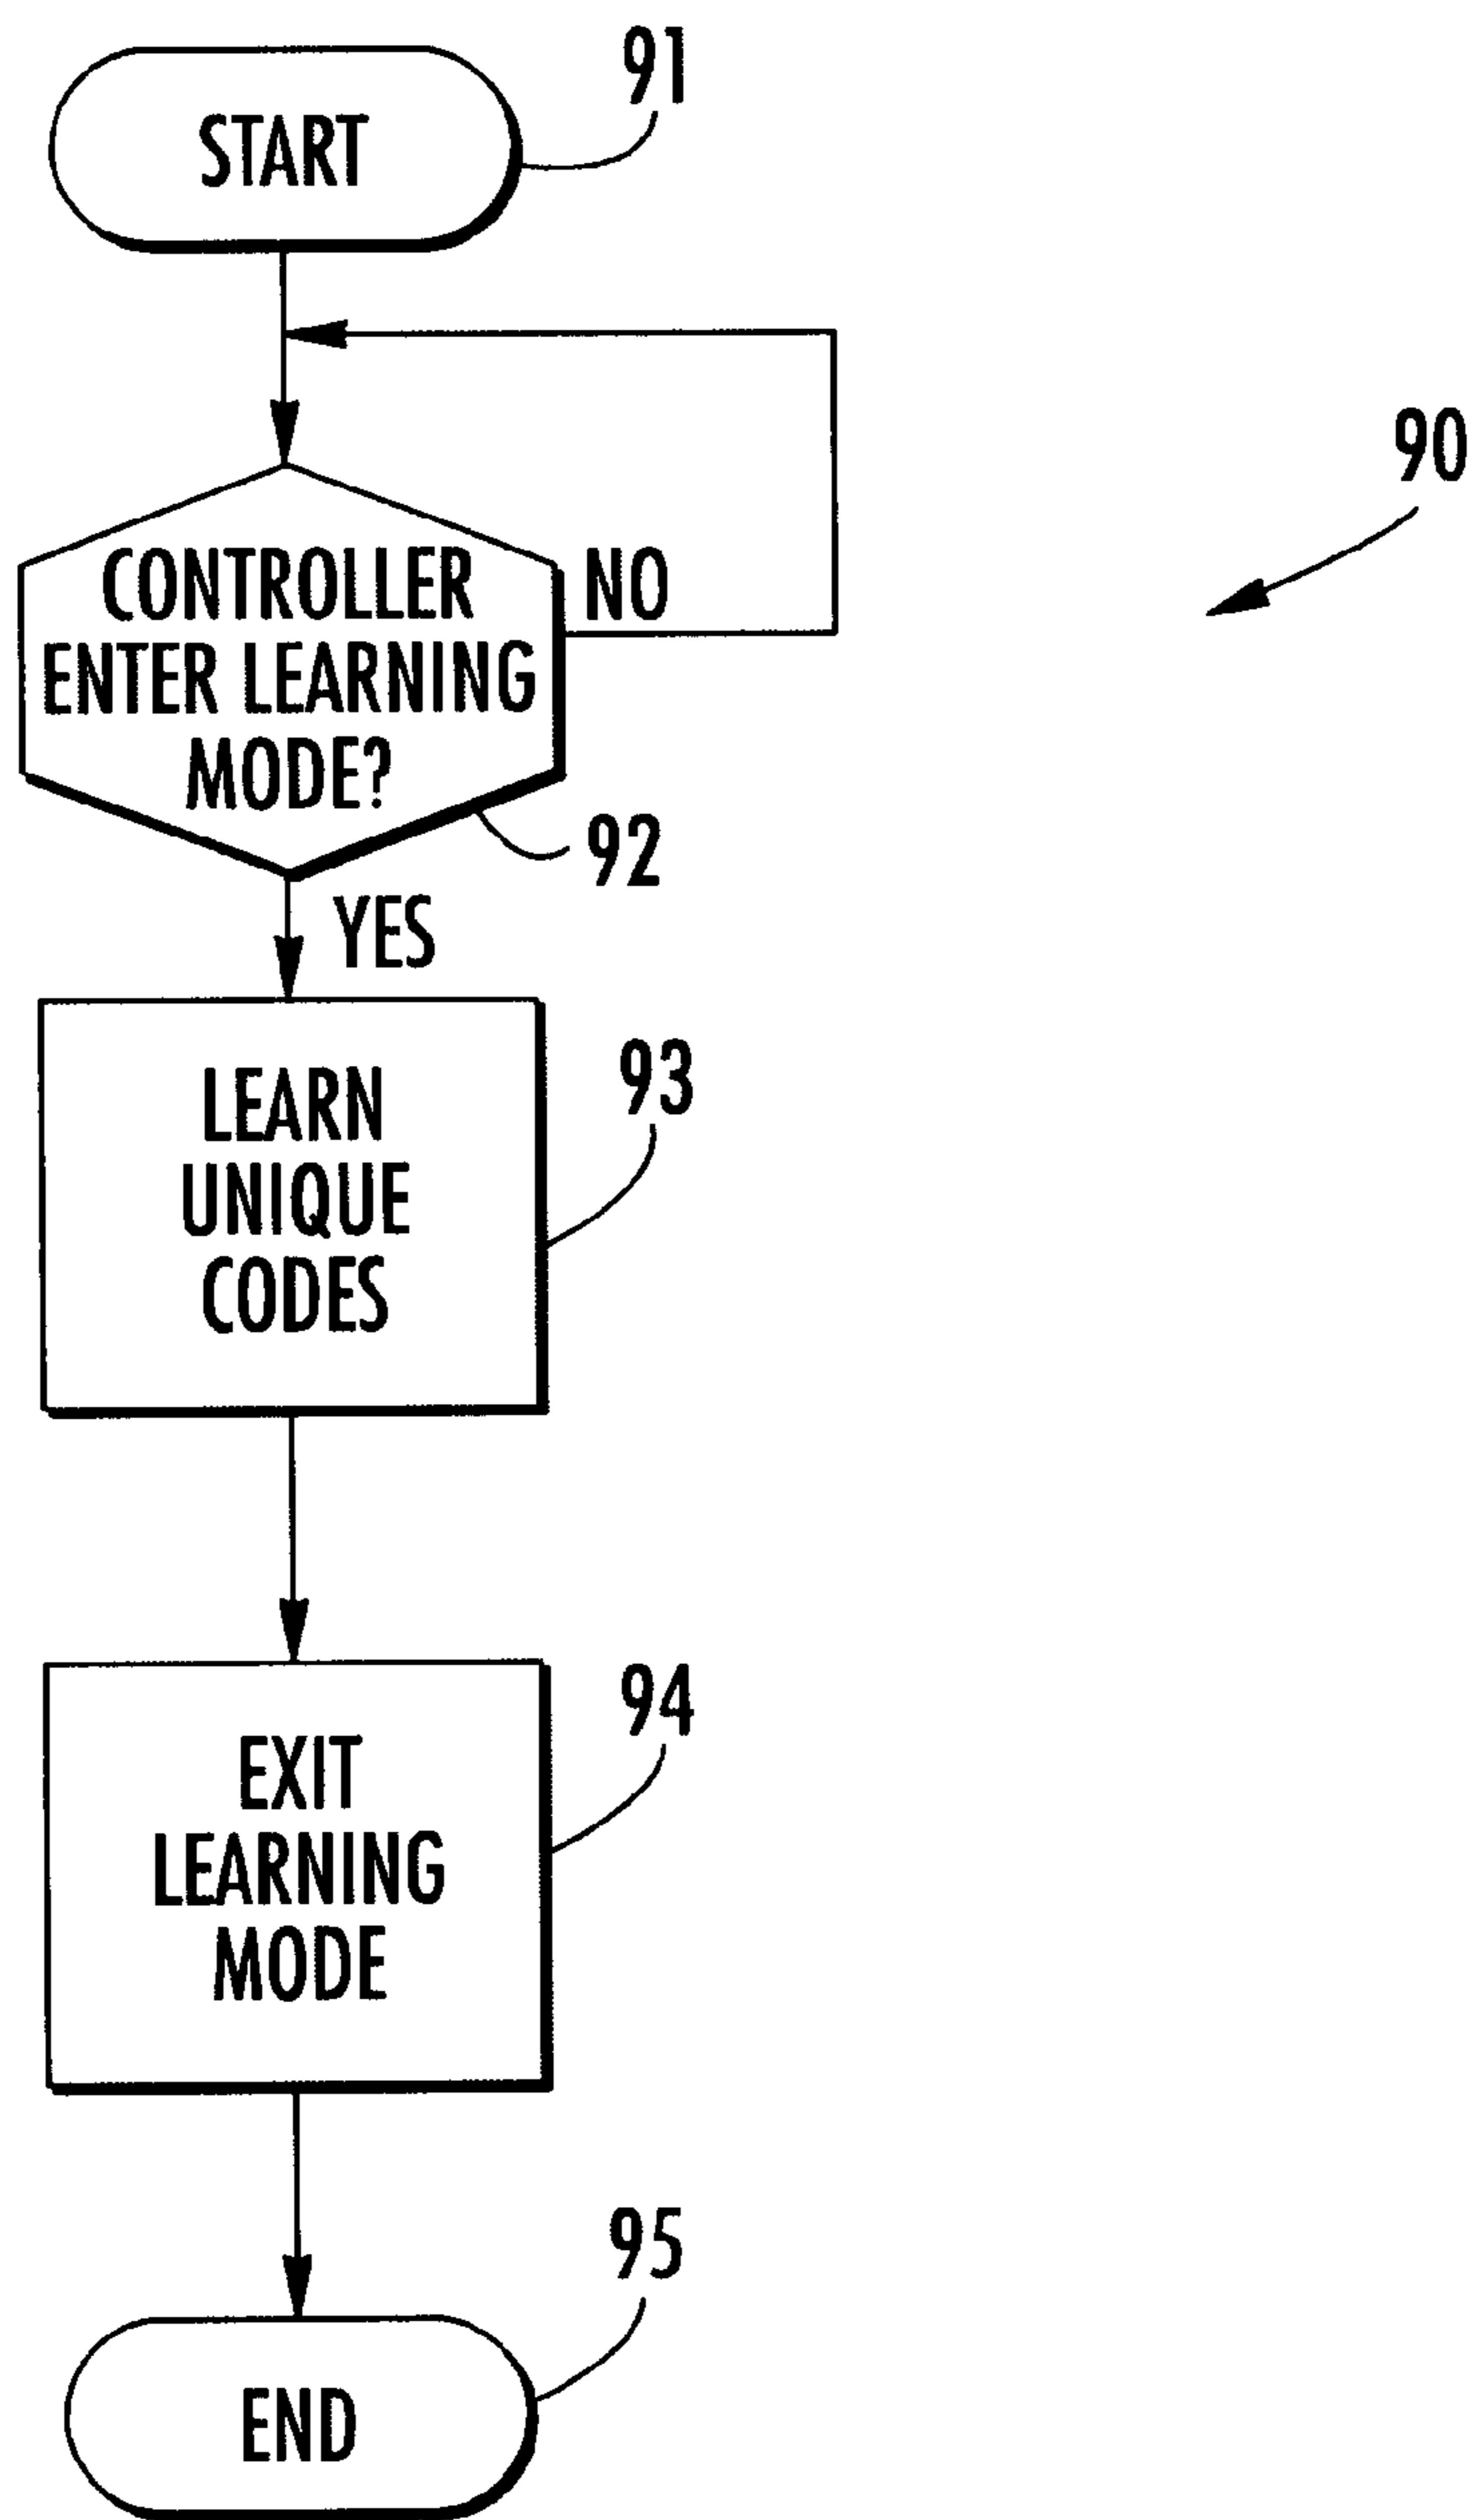 91
START
90
CONTROLLER
NO
ENTER LEARNING
MODE?
92
YES
93
LEARN
UNIQUE
CODES
94
EXIT
LEARNING
MODE
95
END